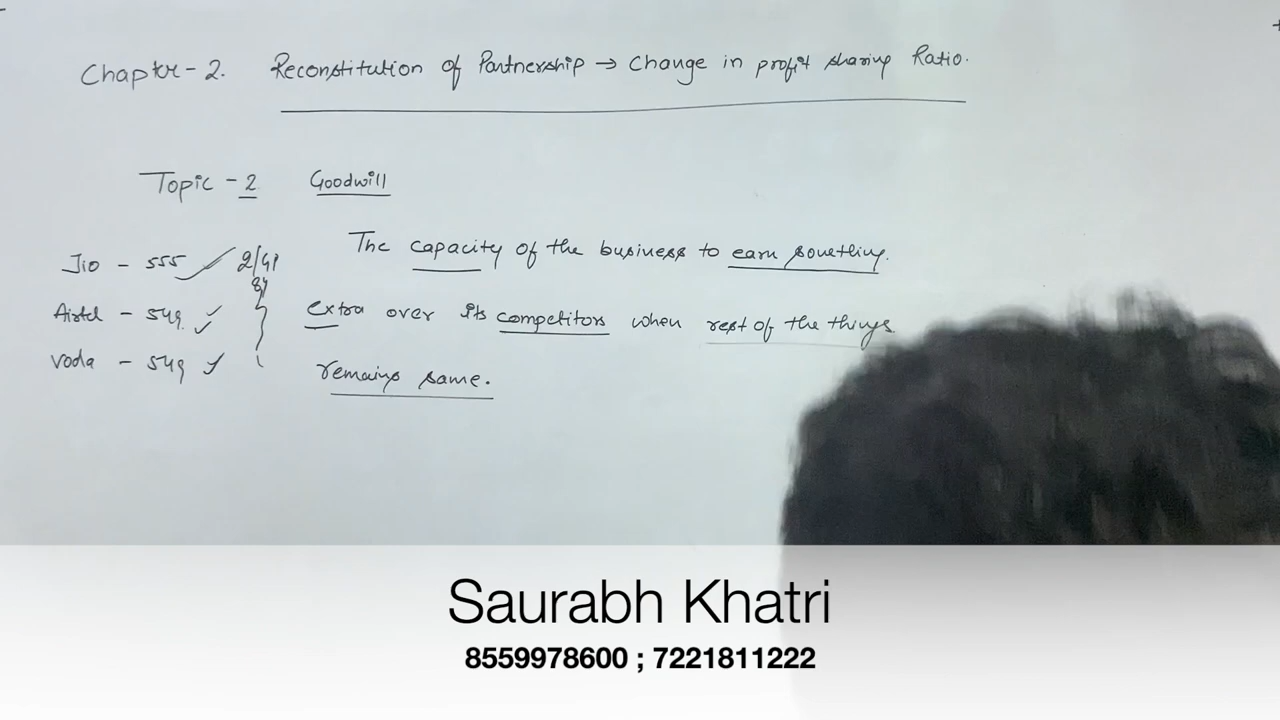 Chapter - 2. Reconstitution of Partnership → Change in profit sharing Ratio.
Topic - 2 Goodwill
The capacity of the business to earn something
extra over its competitors when rest of the things
remains same.
Jio - 555
Airtel - 549
Voda - 549
Saurabh Khatri
8559978600 ; 7221811222